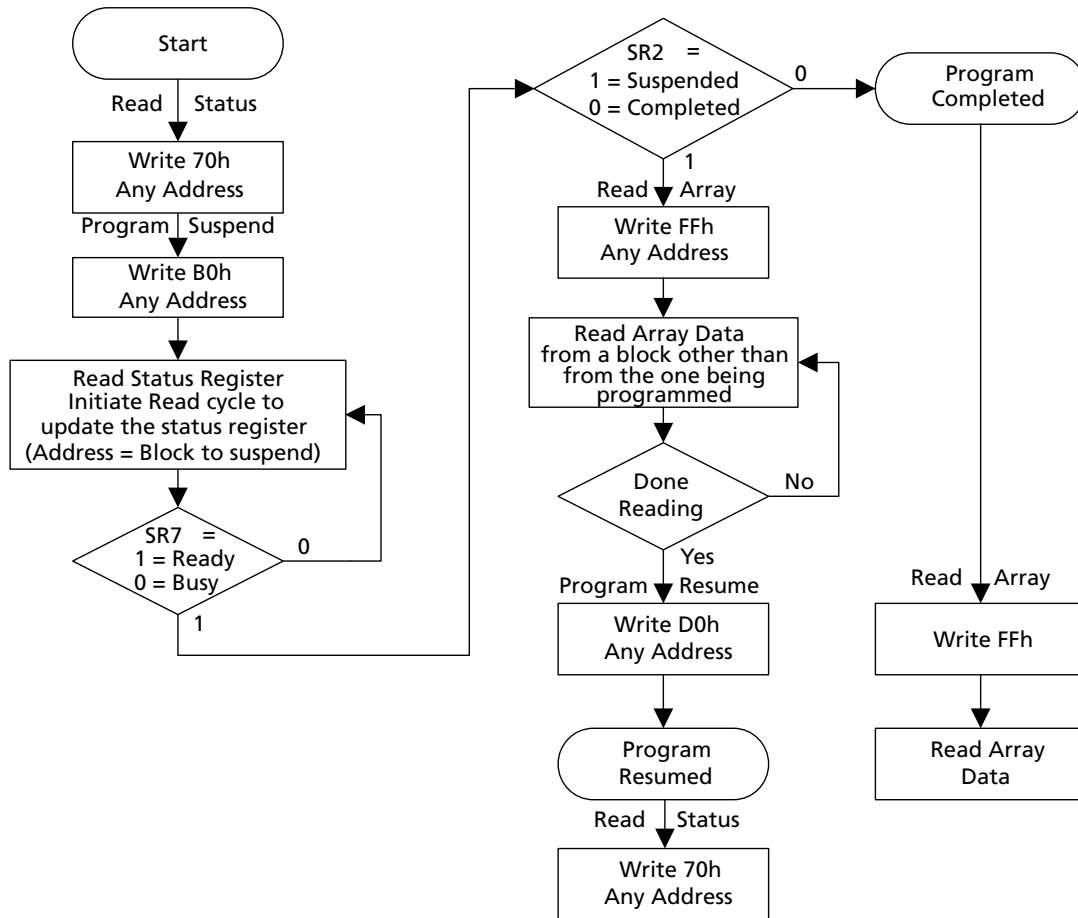 Start
Read Status
Write 70h
Any Address
Program Suspend
Write B0h
Any Address
Read Status Register
Initiate Read cycle to
update the status register
(Address = Block to suspend)
SR7 =
1 = Ready
0 = Busy
0
1
SR2 =
1 = Suspended
0 = Completed
0
1
Read Array
Write FFh
Any Address
Read Array Data
from a block other than
from the one being
programmed
Done
Reading
No
Yes
Program Resume
Write D0h
Any Address
Program
Resumed
Read Status
Write 70h
Any Address
Program
Completed
Read Array
Write FFh
Read Array
Data